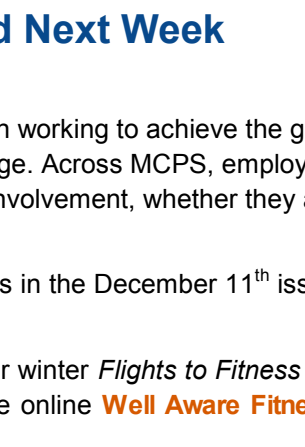 d Next Week
n working to achieve the g
ge. Across MCPS, employ
nvolvement, whether they a
s in the December 11th iss
r winter Flights to Fitness
e online Well Aware Fitne